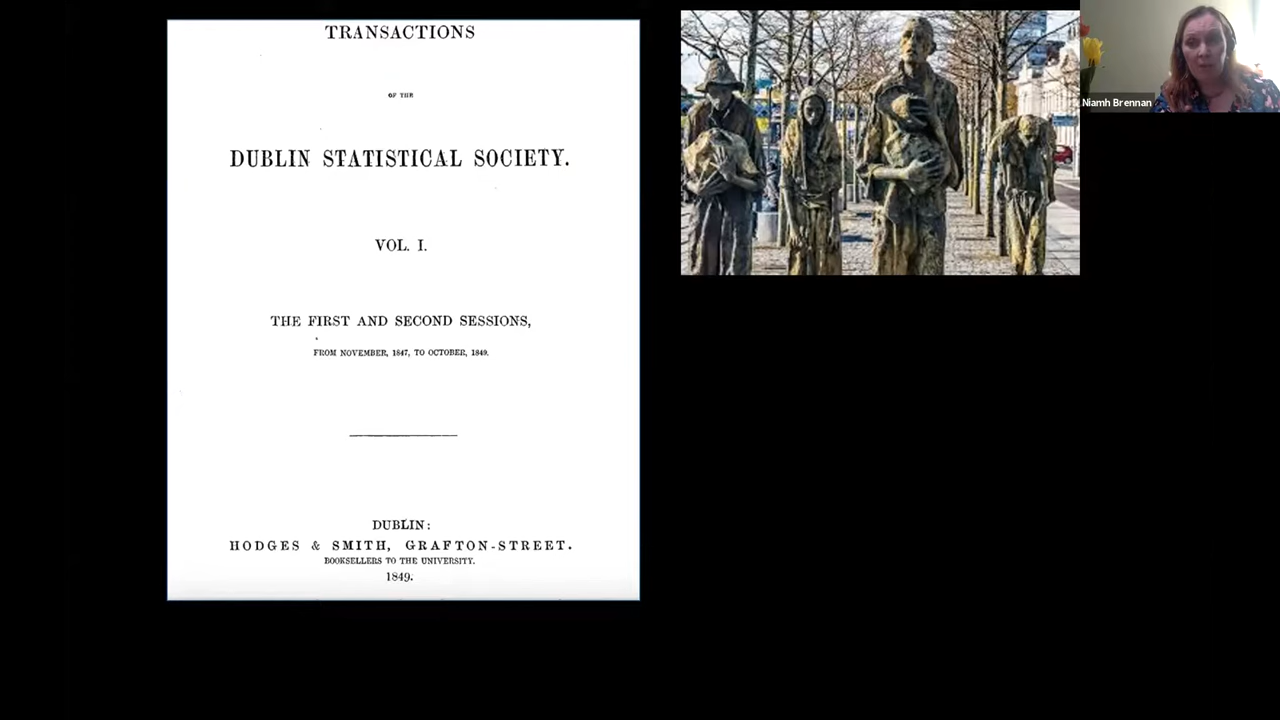 TRANSACTIONS
OF THE
DUBLIN STATISTICAL SOCIETY.
VOL. I.
THE FIRST AND SECOND SESSIONS,
FROM NOVEMBER, 1847, TO OCTOBER, 1849.
DUBLIN:
HODGES & SMITH, GRAFTON-STREET.
BOOKSELLERS TO THE UNIVERSITY.
1849.
Niamh Brennan